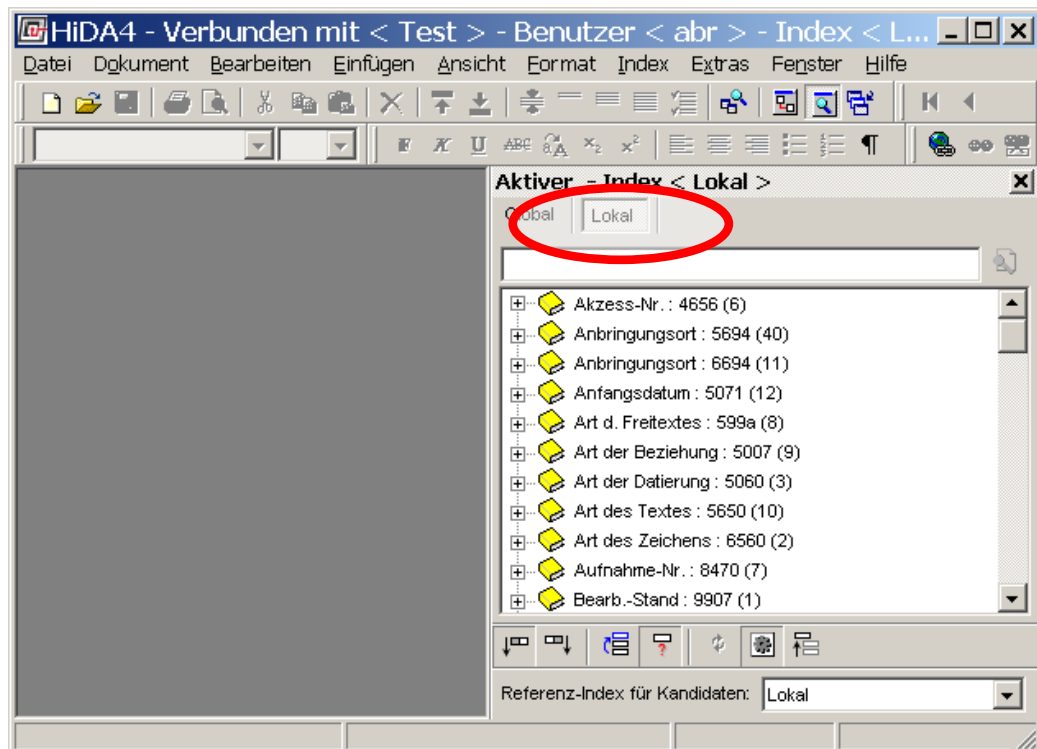 HiDA4 - Verbunden mit < Test > - Benutzer < abr > - Index < L...
Datei Dokument Bearbeiten Einfügen Ansicht Format Index Extras Fenster Hilfe
F K U ABC
Aktiver - Index < Lokal >
Global Lokal
Akzess-Nr. : 4656 (6)
Anbringungsort : 5694 (40)
Anbringungsort : 6694 (11)
Anfangsdatum : 5071 (12)
Art d. Freitextes : 599a (8)
Art der Beziehung : 5007 (9)
Art der Datierung : 5060 (3)
Art des Textes : 5650 (10)
Art des Zeichens : 6560 (2)
Aufnahme-Nr. : 8470 (7)
Bearb.-Stand : 9907 (1)
Referenz-Index für Kandidaten: Lokal